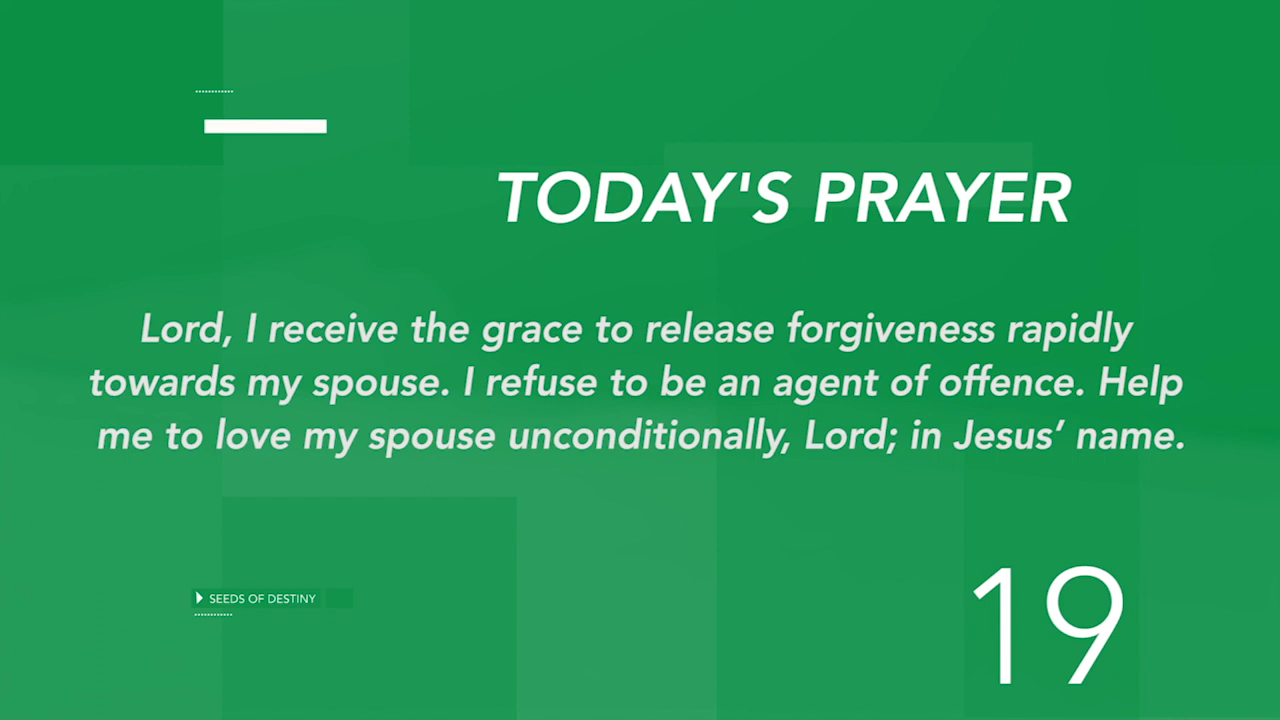 TODAY'S PRAYER
Lord, I receive the grace to release forgiveness rapidly
towards my spouse. I refuse to be an agent of offence. Help
me to love my spouse unconditionally, Lord; in Jesus’ name.
SEEDS OF DESTINY
19